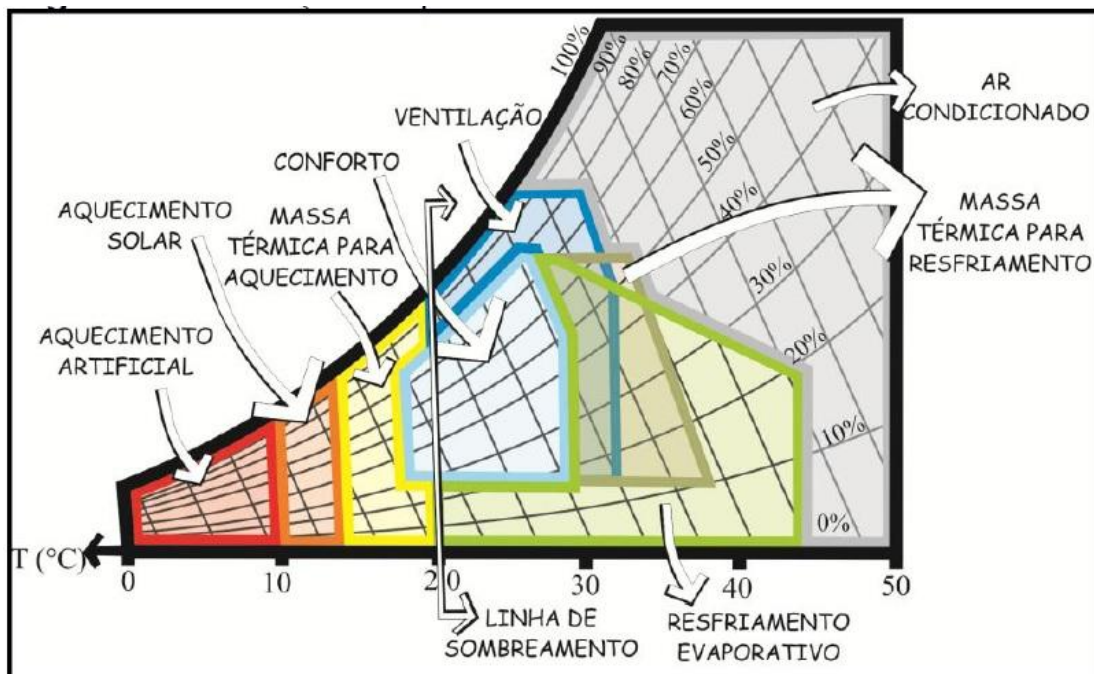 100%
90%
80%
70%
60%
50%
40%
30%
20%
10%
0%
AR
CONDICIONADO
VENTILAÇÃO
CONFORTO
AQUECIMENTO
SOLAR
MASSA
TÉRMICA PARA
AQUECIMENTO
MASSA
TÉRMICA PARA
RESFRIAMENTO
AQUECIMENTO
ARTIFICIAL
T (°C)
0
10
20
30
40
50
LINHA DE
SOMBREAMENTO
RESFRIAMENTO
EVAPORATIVO